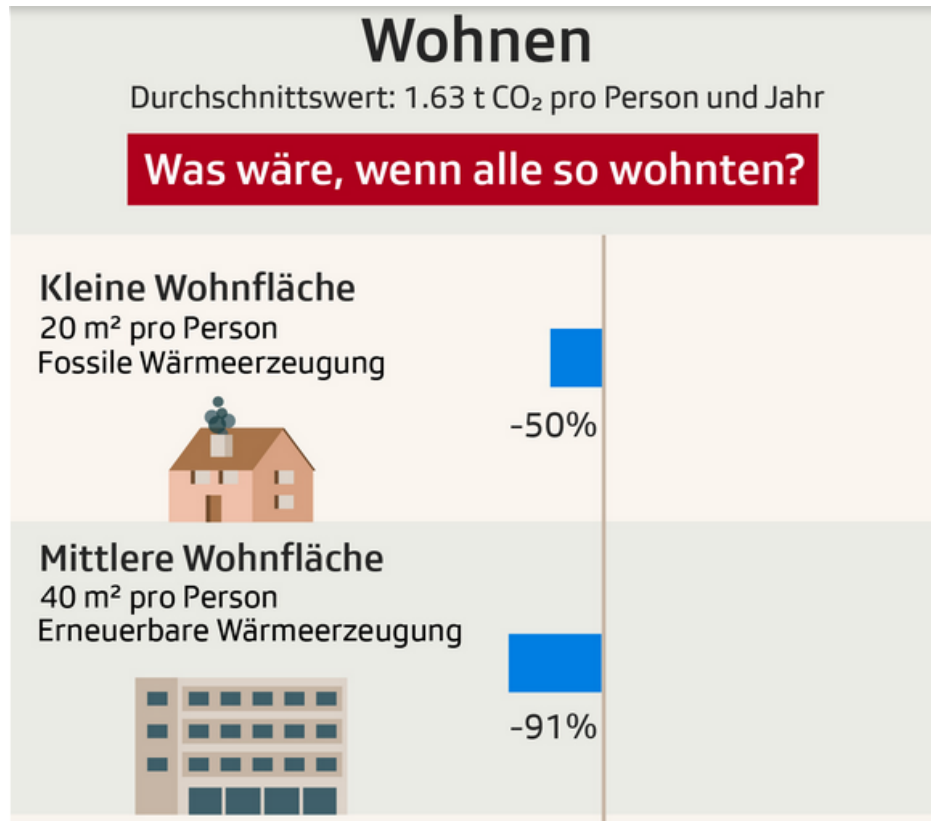 Wohnen
Durchschnittswert: 1.63 t CO₂ pro Person und Jahr
Was wäre, wenn alle so wohnten?
Kleine Wohnfläche
20 m² pro Person
Fossile Wärmeerzeugung
-50%
Mittlere Wohnfläche
40 m² pro Person
Erneuerbare Wärmeerzeugung
-91%